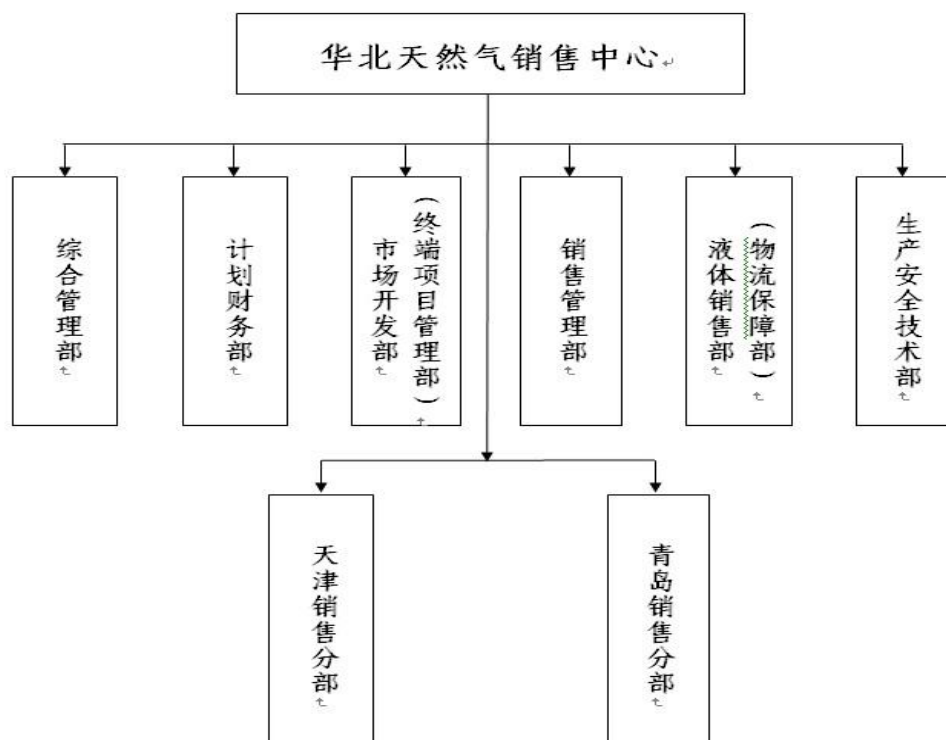 华北天然气销售中心
综合管理部
计划财务部
市场开发部
（终端项目管理部）
销售管理部
液体销售部
（物流保障部）
生产安全技术部
天津销售分部
青岛销售分部